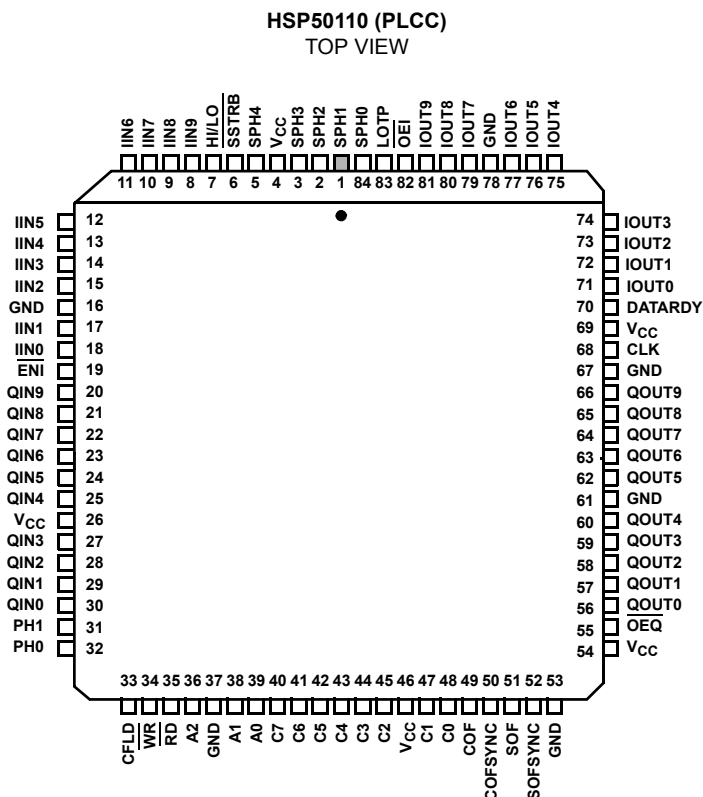 HSP50110 (PLCC)
TOP VIEW
IIN6 IIN7 IIN8 IIN9 HI/LO SSTRB SPH4 VCC SPH3 SPH2 SPH1 SPH0 LOTP OEI IOUT9 IOUT8 IOUT7 GND IOUT6 IOUT5 IOUT4
11 10 9 8 7 6 5 4 3 2 1 84 83 82 81 80 79 78 77 76 75
IIN5 12 74 IOUT3
IIN4 13 73 IOUT2
IIN3 14 72 IOUT1
IIN2 15 71 IOUT0
GND 16 70 DATARDY
IIN1 17 69 VCC
IIN0 18 68 CLK
ENI 19 67 GND
QIN9 20 66 QOUT9
QIN8 21 65 QOUT8
QIN7 22 64 QOUT7
QIN6 23 63 QOUT6
QIN5 24 62 QOUT5
QIN4 25 61 GND
VCC 26 60 QOUT4
QIN3 27 59 QOUT3
QIN2 28 58 QOUT2
QIN1 29 57 QOUT1
QIN0 30 56 QOUT0
PH1 31 55 OEQ
PH0 32 54 VCC
33 34 35 36 37 38 39 40 41 42 43 44 45 46 47 48 49 50 51 52 53
CFLD WR RD A2 GND A1 A0 C7 C6 C5 C4 C3 C2 VCC C1 C0 COF COFSYNC SOF SOFSYNC GND